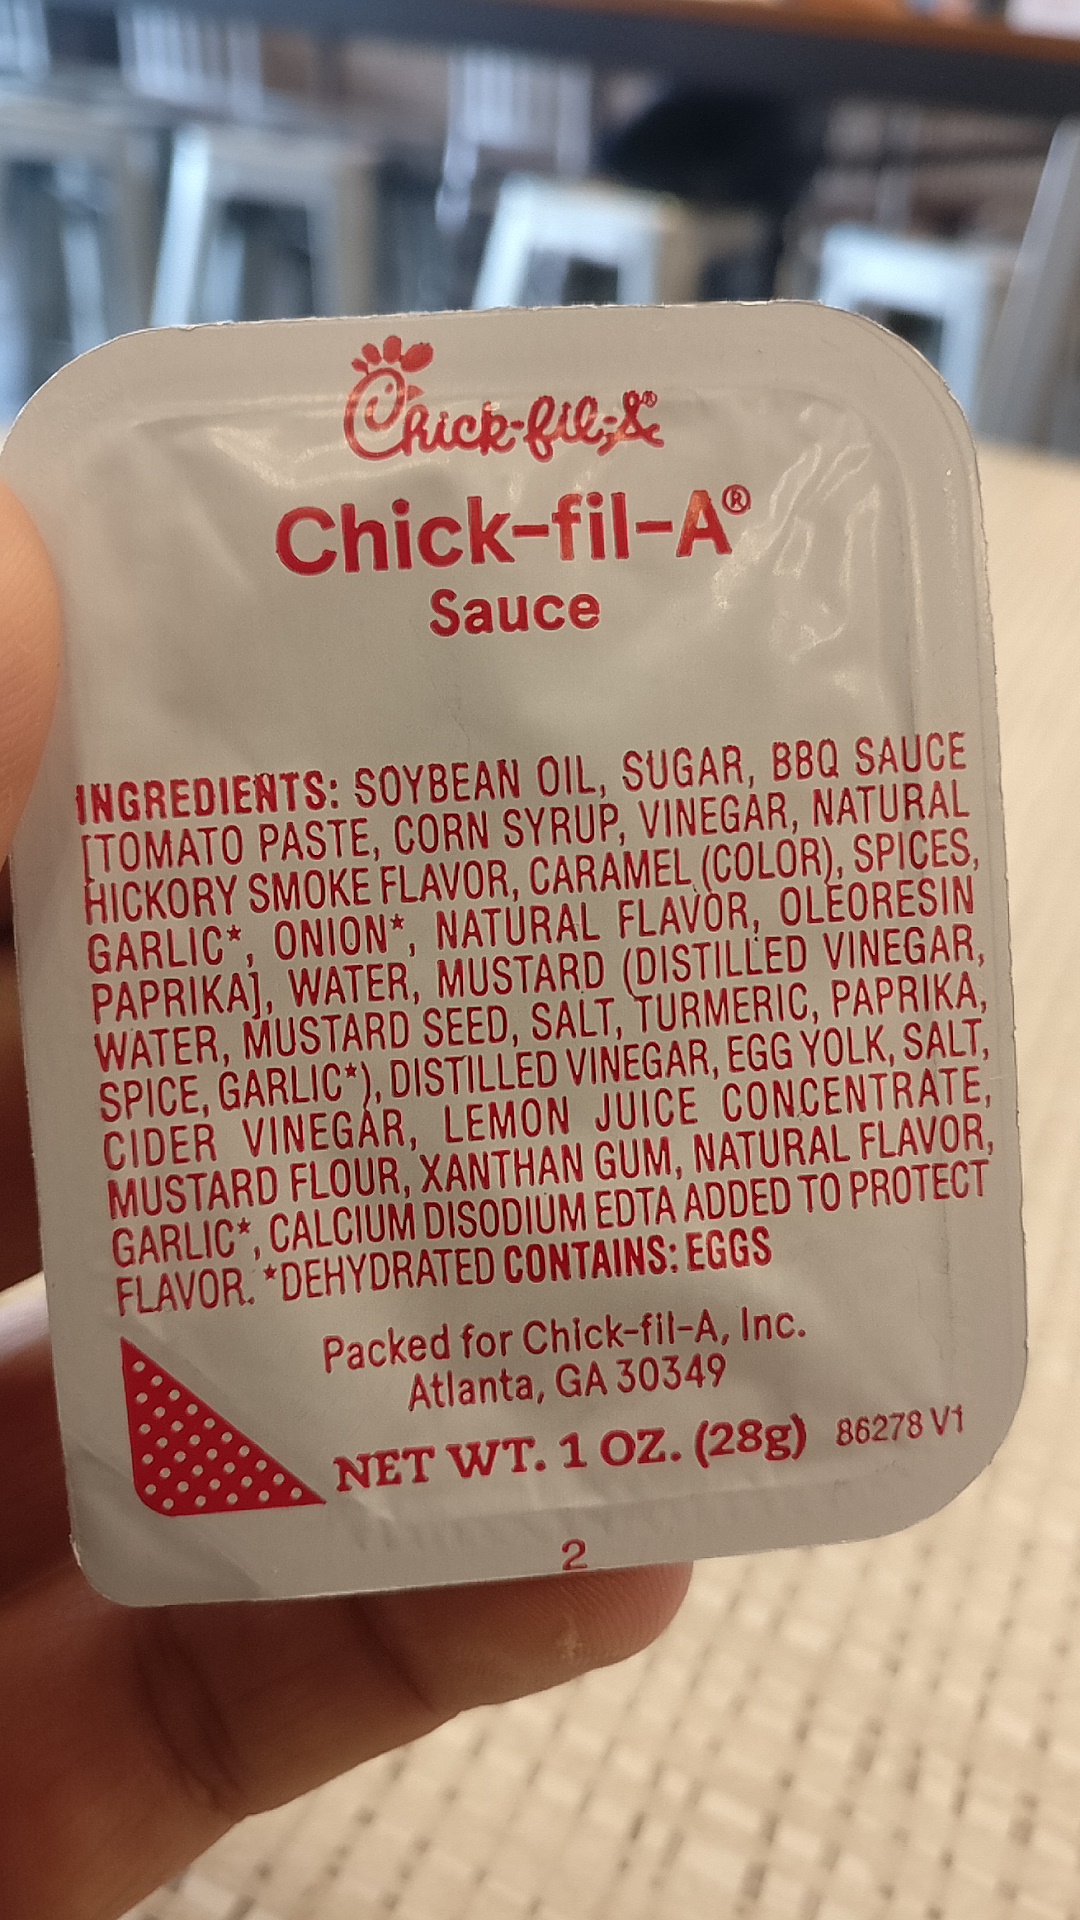 Chick-fil-A®
Chick-fil-A®
Sauce
INGREDIENTS: SOYBEAN OIL, SUGAR, BBQ SAUCE
[TOMATO PASTE, CORN SYRUP, VINEGAR, NATURAL
HICKORY SMOKE FLAVOR, CARAMEL (COLOR), SPICES,
GARLIC*, ONION*, NATURAL FLAVOR, OLEORESIN
PAPRIKA], WATER, MUSTARD (DISTILLED VINEGAR,
WATER, MUSTARD SEED, SALT, TURMERIC, PAPRIKA,
SPICE, GARLIC*), DISTILLED VINEGAR, EGG YOLK, SALT,
CIDER VINEGAR, LEMON JUICE CONCENTRATE,
MUSTARD FLOUR, XANTHAN GUM, NATURAL FLAVOR,
GARLIC*, CALCIUM DISODIUM EDTA ADDED TO PROTECT
FLAVOR. *DEHYDRATED CONTAINS: EGGS
Packed for Chick-fil-A, Inc.
Atlanta, GA 30349
NET WT. 1 OZ. (28g) 86278 V1
2